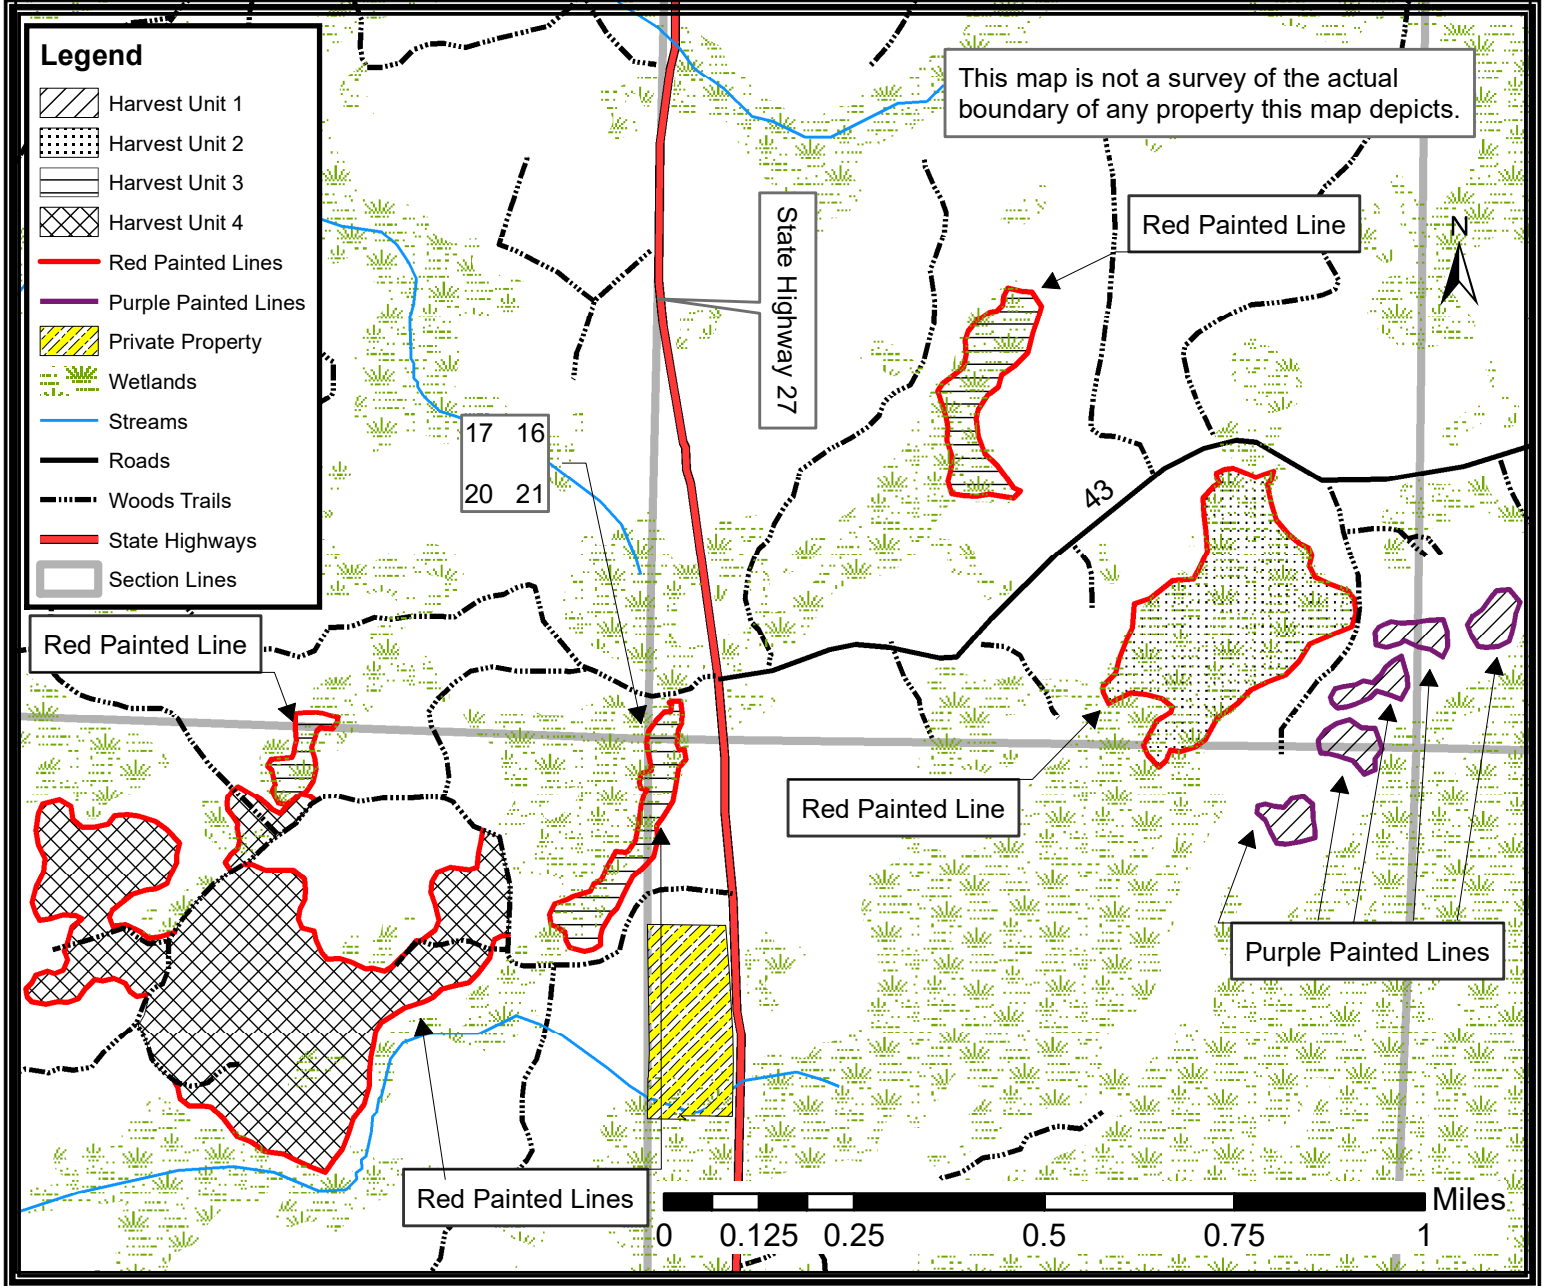 Legend
Harvest Unit 1
Harvest Unit 2
Harvest Unit 3
Harvest Unit 4
Red Painted Lines
Purple Painted Lines
Private Property
Wetlands
Streams
Roads
Woods Trails
State Highways
Section Lines
This map is not a survey of the actual
boundary of any property this map depicts.
Red Painted Line
N
State Highway 27
17 16
20 21
43
Red Painted Line
Red Painted Line
Purple Painted Lines
Red Painted Lines
Miles
0 0.125 0.25 0.5 0.75 1